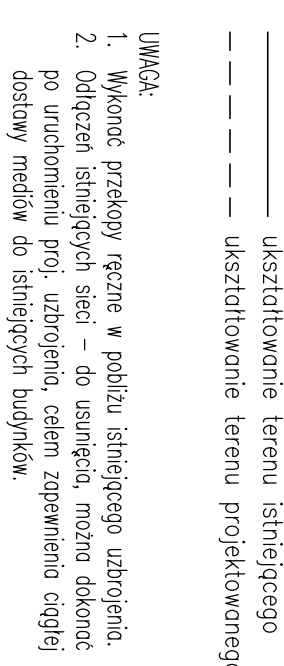 ukształtowanie terenu istniejącego
ukształtowanie terenu projektowanego
UWAGA:
1. Wykonać przekopy ręczne w pobliżu istniejącego uzbrojenia.
2. Odłączeń istniejących sieci – do usunięcia, można dokonać
po uruchomieniu proj. uzbrojenia, celem zapewnienia ciągłej
dostawy mediów do istniejących budynków.